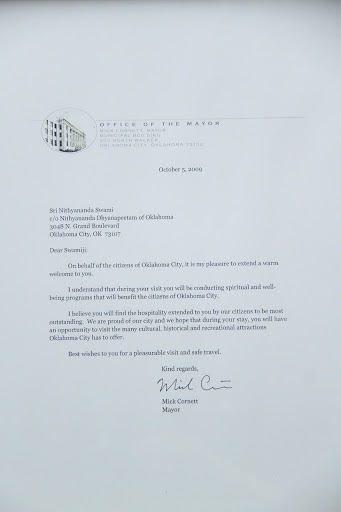 OFFICE OF THE MAYOR
MICK CORNETT, MAYOR
MUNICIPAL BUILDING
200 NORTH WALKER
OKLAHOMA CITY, OKLAHOMA 73102
October 5, 2009
Sri Nithyananda Swami
c/o Nithyananda Dhyanapeetam of Oklahoma
3048 N. Grand Boulevard
Oklahoma City, OK 73107
Dear Swamiji:
On behalf of the citizens of Oklahoma City, it is my pleasure to extend a warm
welcome to you.
I understand that during your visit you will be conducting spiritual and well-
being programs that will benefit the citizens of Oklahoma City.
I believe you will find the hospitality extended to you by our citizens to be most
outstanding. We are proud of our city and we hope that during your stay, you will have
an opportunity to visit the many cultural, historical and recreational attractions
Oklahoma City has to offer.
Best wishes to you for a pleasurable visit and safe travel.
Kind regards,
Mick Cornett
Mayor